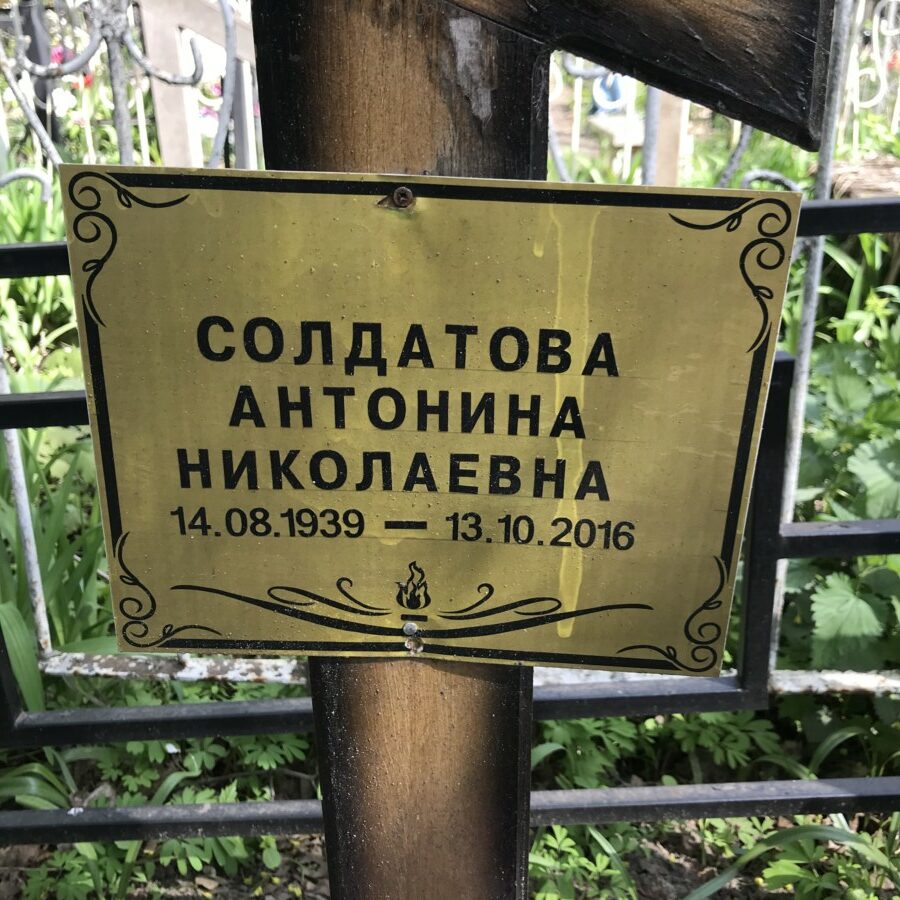 СОЛДАТОВА
АНТОНИНА
НИКОЛАЕВНА
14.08.1939 — 13.10.2016